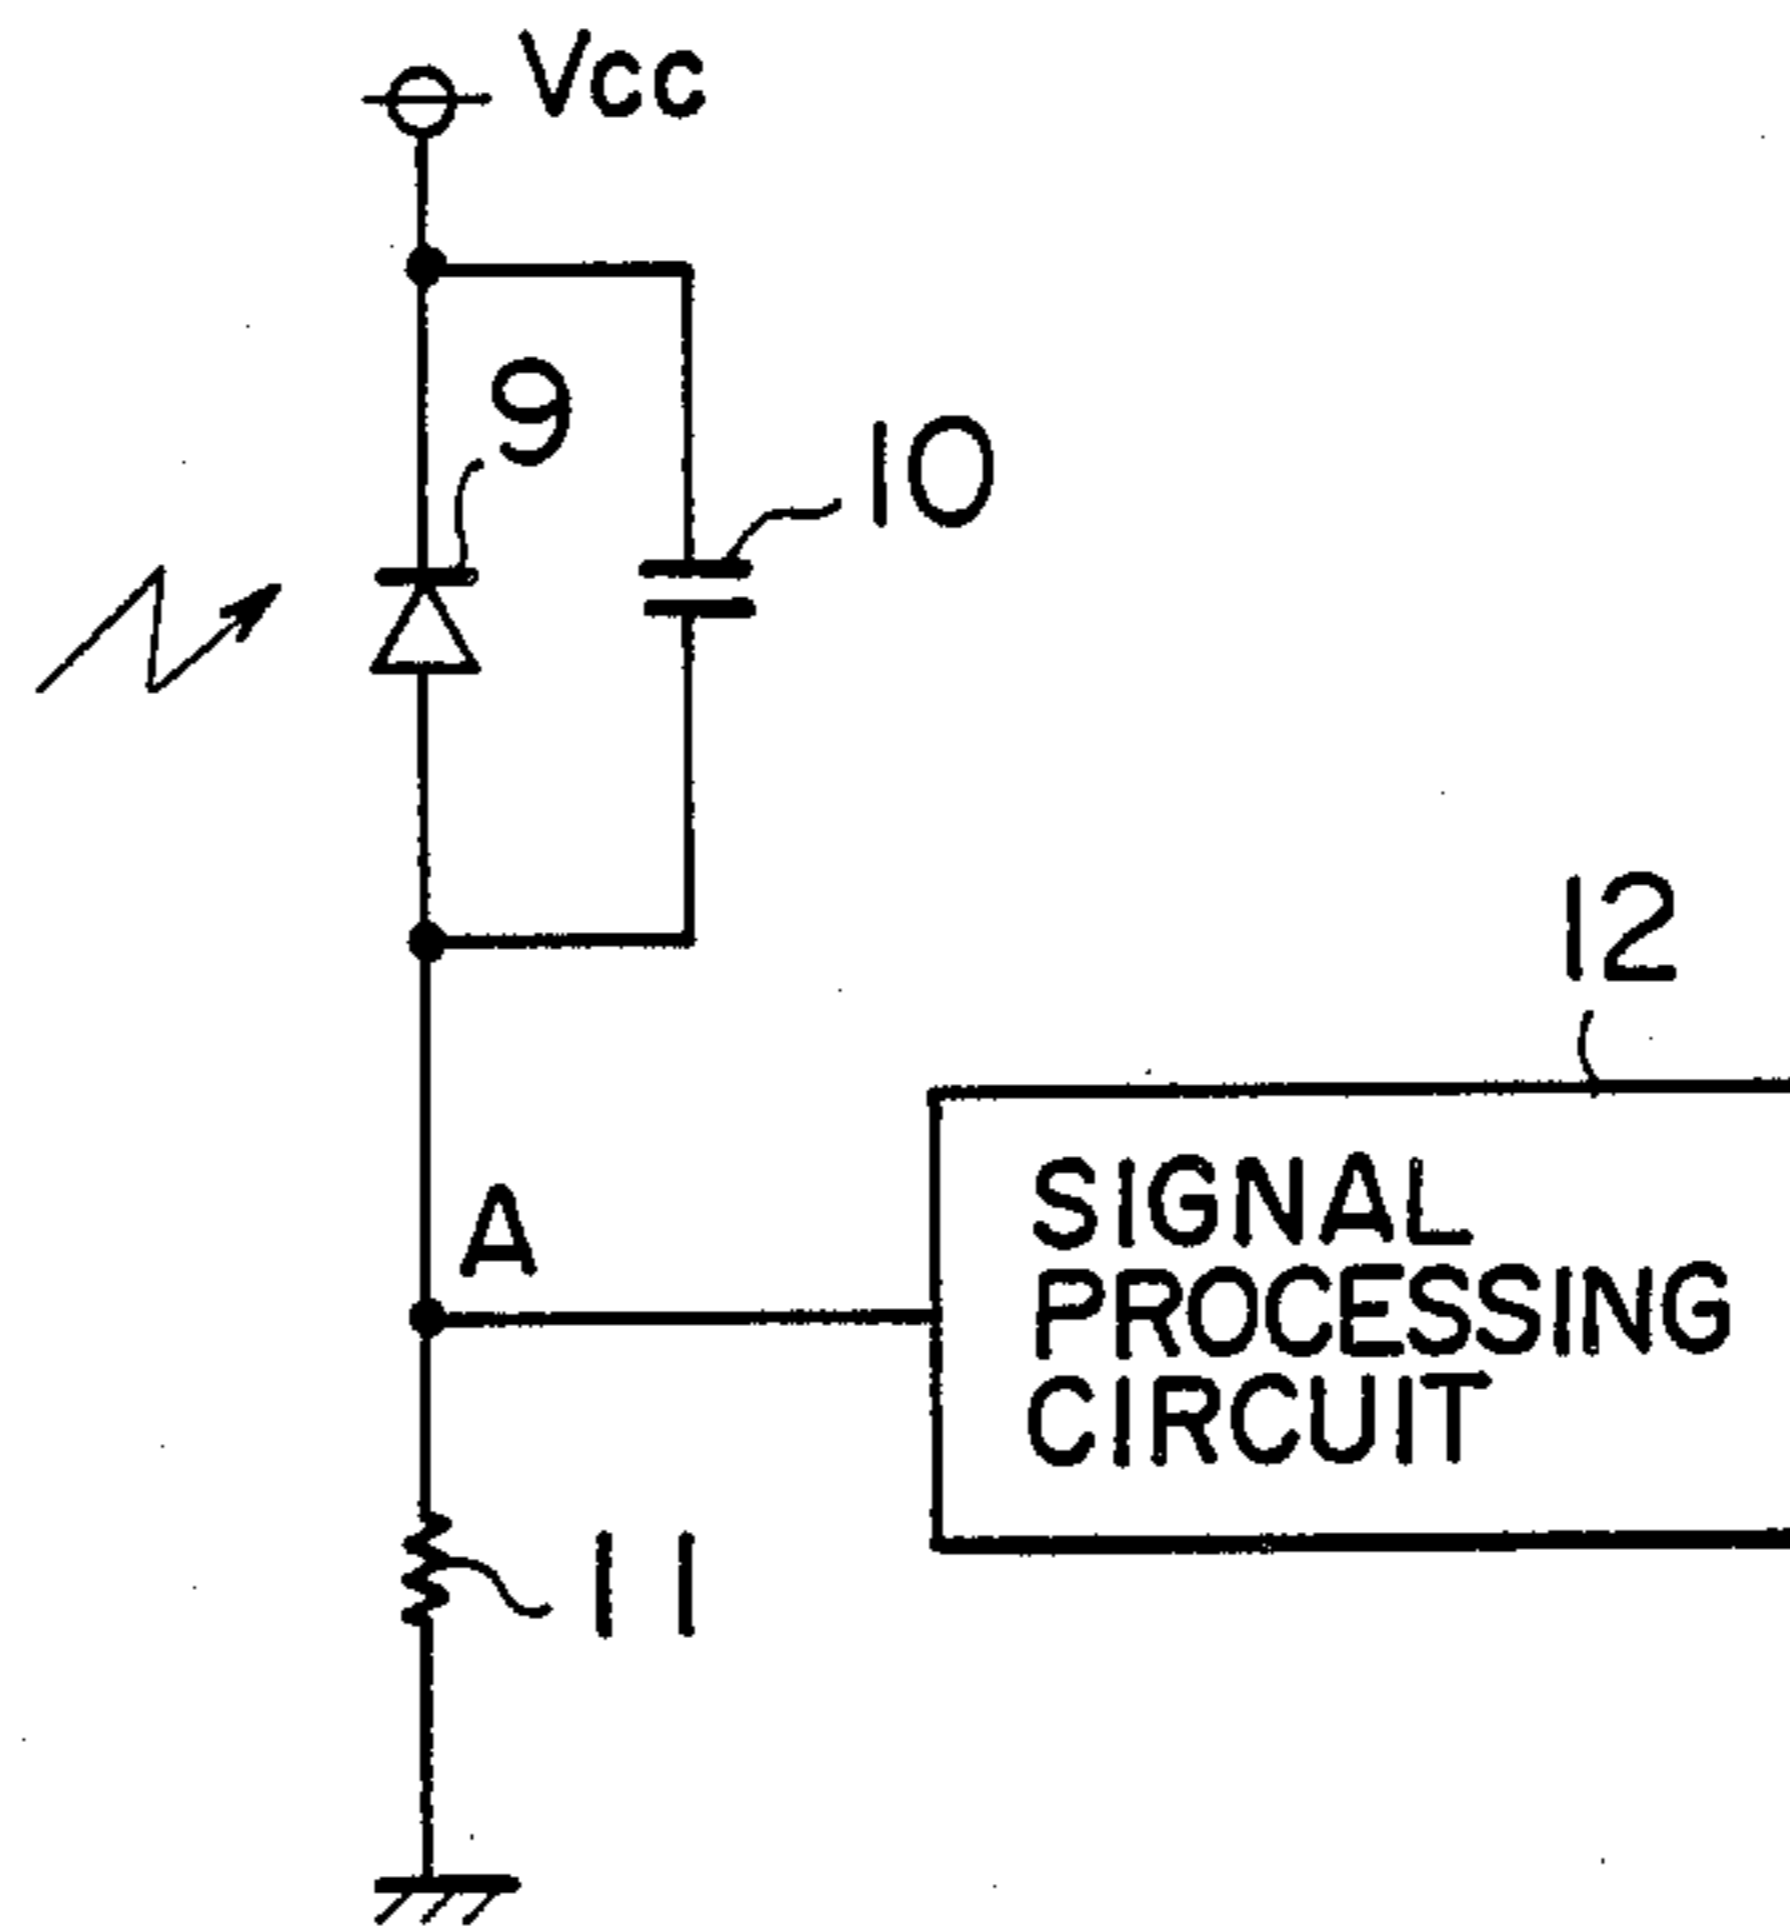 Vcc
9
10
12
A
SIGNAL
PROCESSING
CIRCUIT
11